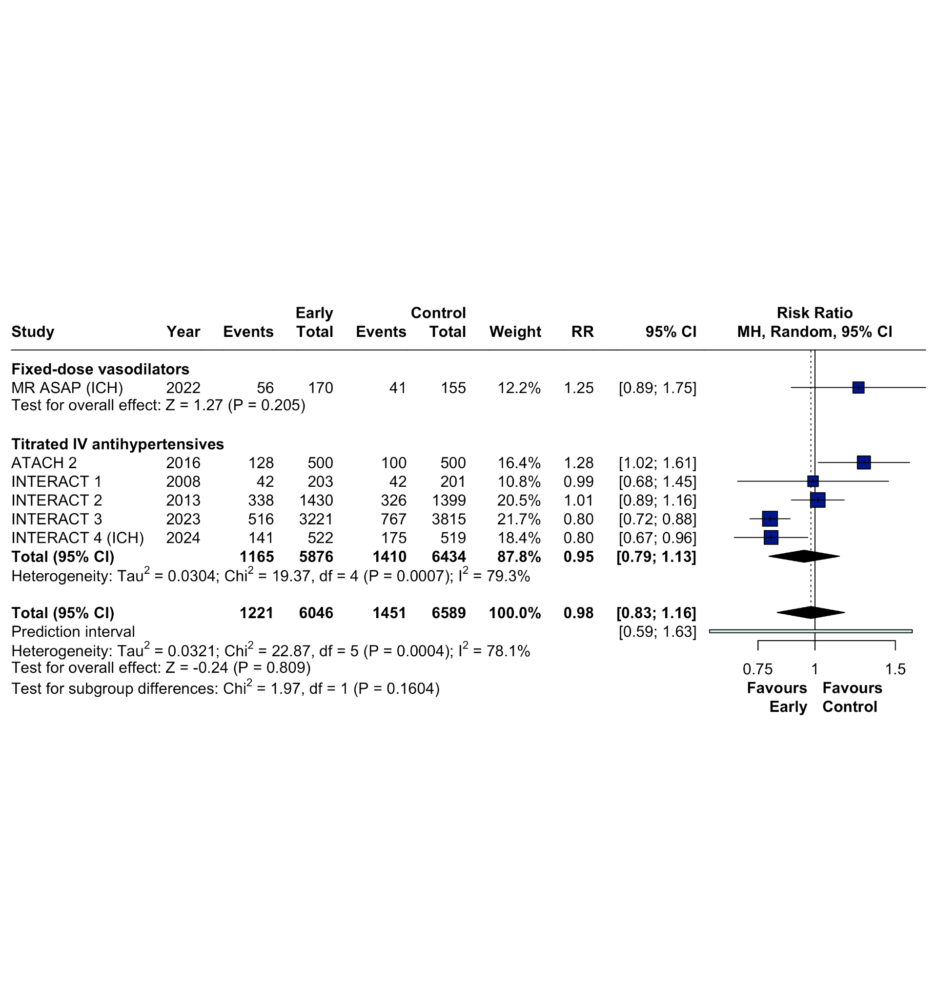 Early Control Risk Ratio
Study Year Events Total Events Total Weight RR 95% CI MH, Random, 95% CI
Fixed-dose vasodilators
MR ASAP (ICH) 2022 56 170 41 155 12.2% 1.25 [0.89; 1.75]
Test for overall effect: Z = 1.27 (P = 0.205)
Titrated IV antihypertensives
ATACH 2 2016 128 500 100 500 16.4% 1.28 [1.02; 1.61]
INTERACT 1 2008 42 203 42 201 10.8% 0.99 [0.68; 1.45]
INTERACT 2 2013 338 1430 326 1399 20.5% 1.01 [0.89; 1.16]
INTERACT 3 2023 516 3221 767 3815 21.7% 0.80 [0.72; 0.88]
INTERACT 4 (ICH) 2024 141 522 175 519 18.4% 0.80 [0.67; 0.96]
Total (95% CI) 1165 5876 1410 6434 87.8% 0.95 [0.79; 1.13]
Heterogeneity: Tau² = 0.0304; Chi² = 19.37, df = 4 (P = 0.0007); I² = 79.3%
Total (95% CI) 1221 6046 1451 6589 100.0% 0.98 [0.83; 1.16]
Prediction interval [0.59; 1.63]
Heterogeneity: Tau² = 0.0321; Chi² = 22.87, df = 5 (P = 0.0004); I² = 78.1%
Test for overall effect: Z = -0.24 (P = 0.809)
0.75 1 1.5
Test for subgroup differences: Chi² = 1.97, df = 1 (P = 0.1604)
Favours Favours
Early Control